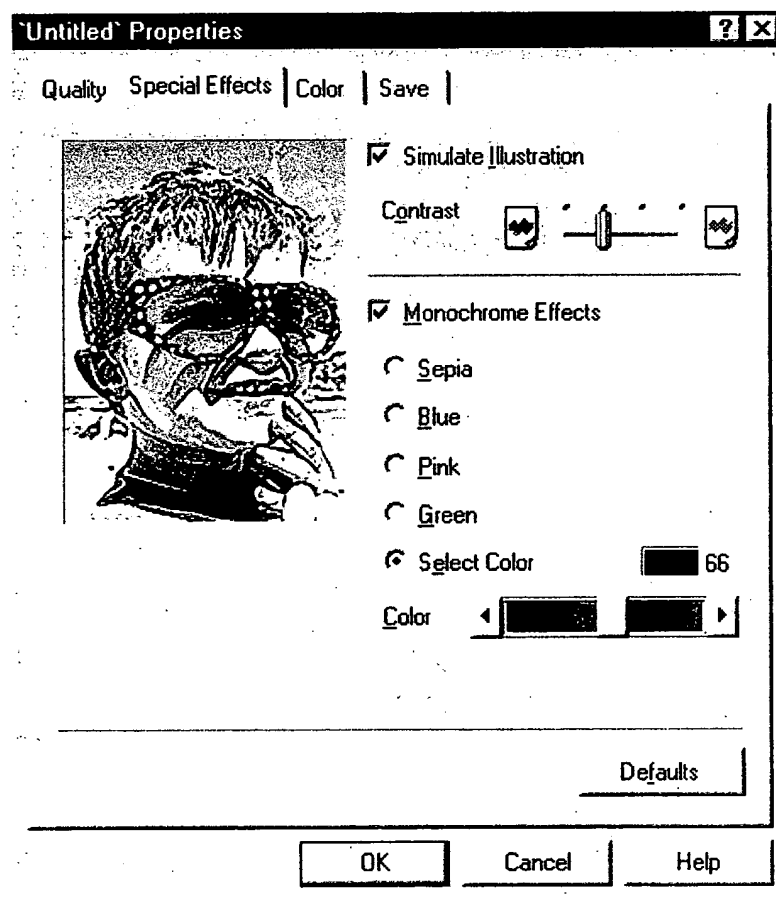 `Untitled` Properties
Quality Special Effects Color Save
Simulate Illustration
Contrast
Monochrome Effects
Sepia
Blue
Pink
Green
Select Color 66
Color
Defaults
OK Cancel Help